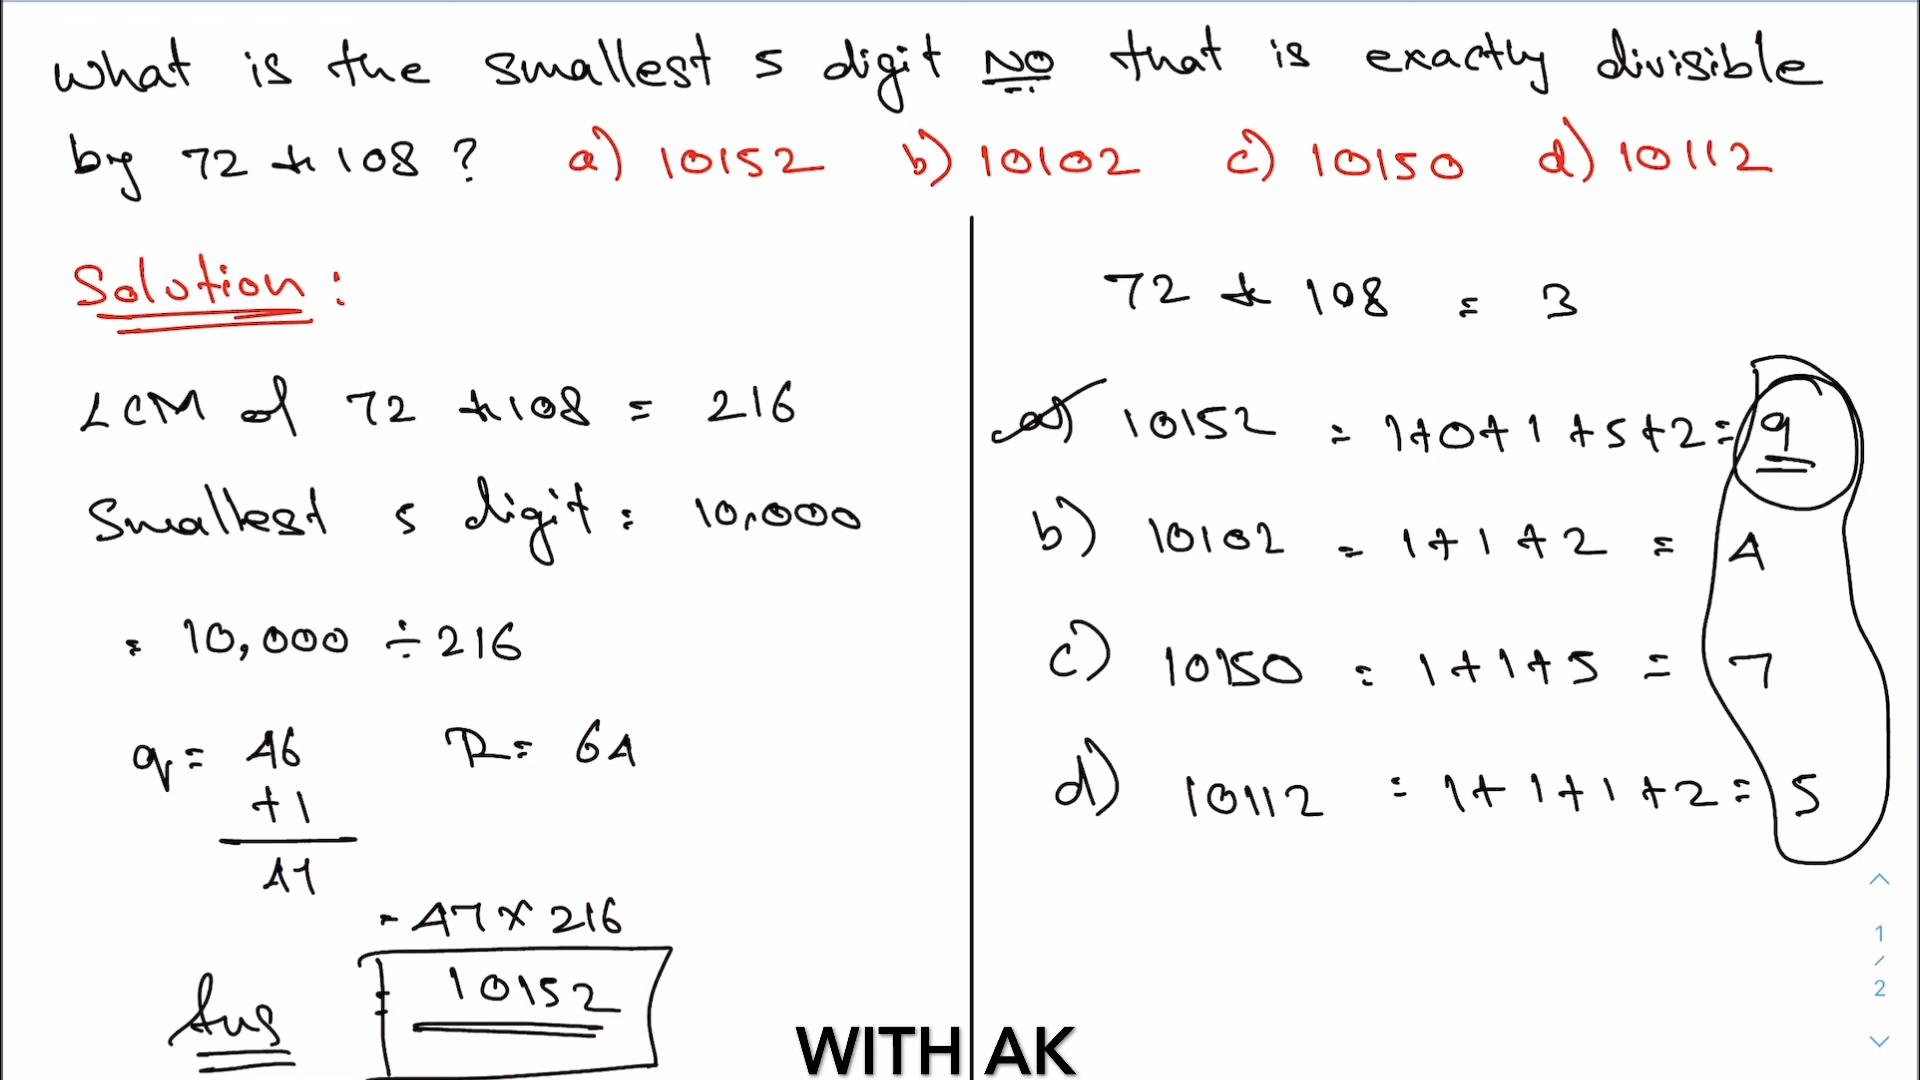 What is the smallest 5 digit NO that is exactly divisible
by 72 & 108 ? a) 10152 b) 10102 c) 10150 d) 10112
Solution :
LCM of 72 & 108 = 216
Smallest 5 digit = 10,000
= 10,000 ÷ 216
q = 46 R = 64
+1
47
= 47 × 216
Ans = 10152
72 & 108 = 3
a) 10152 = 1+0+1+5+2 = 9
b) 10102 = 1+1+2 = 4
c) 10150 = 1+1+5 = 7
d) 10112 = 1+1+1+2 = 5
1
/
2
WITH AK